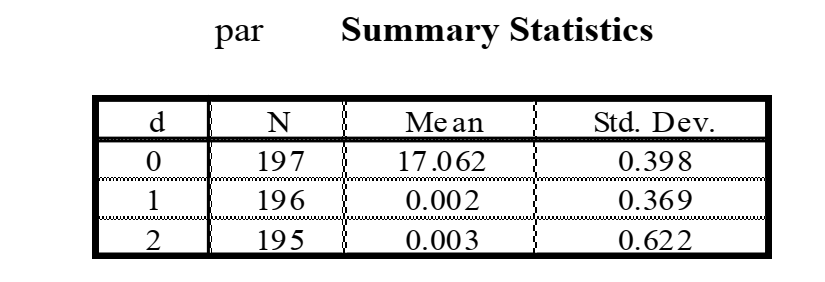 par Summary Statistics
d N Mean Std. Dev.
0 197 17.062 0.398
1 196 0.002 0.369
2 195 0.003 0.622